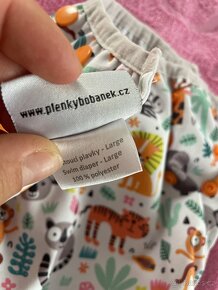 www.plenkybobanek.cz
plavky - Large
Swim diaper - Large
100 % polyester